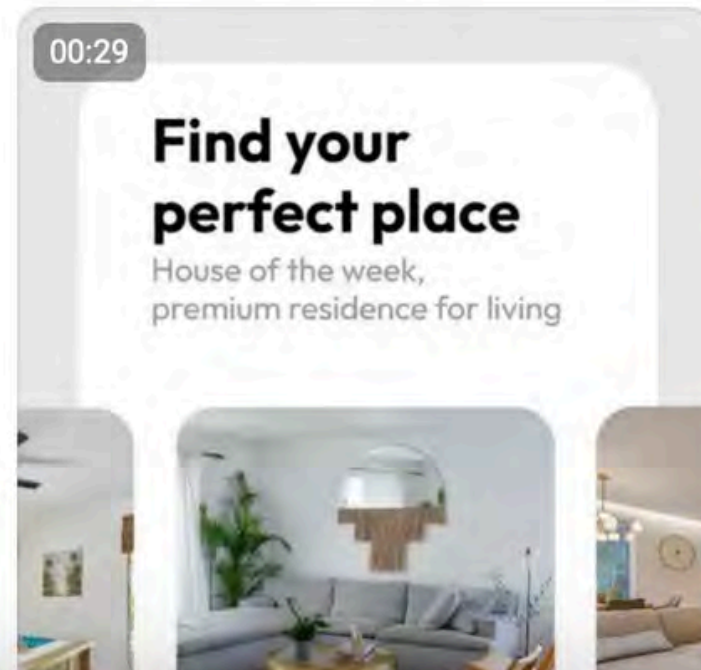 00:29
Find your
perfect place
House of the week,
premium residence for living